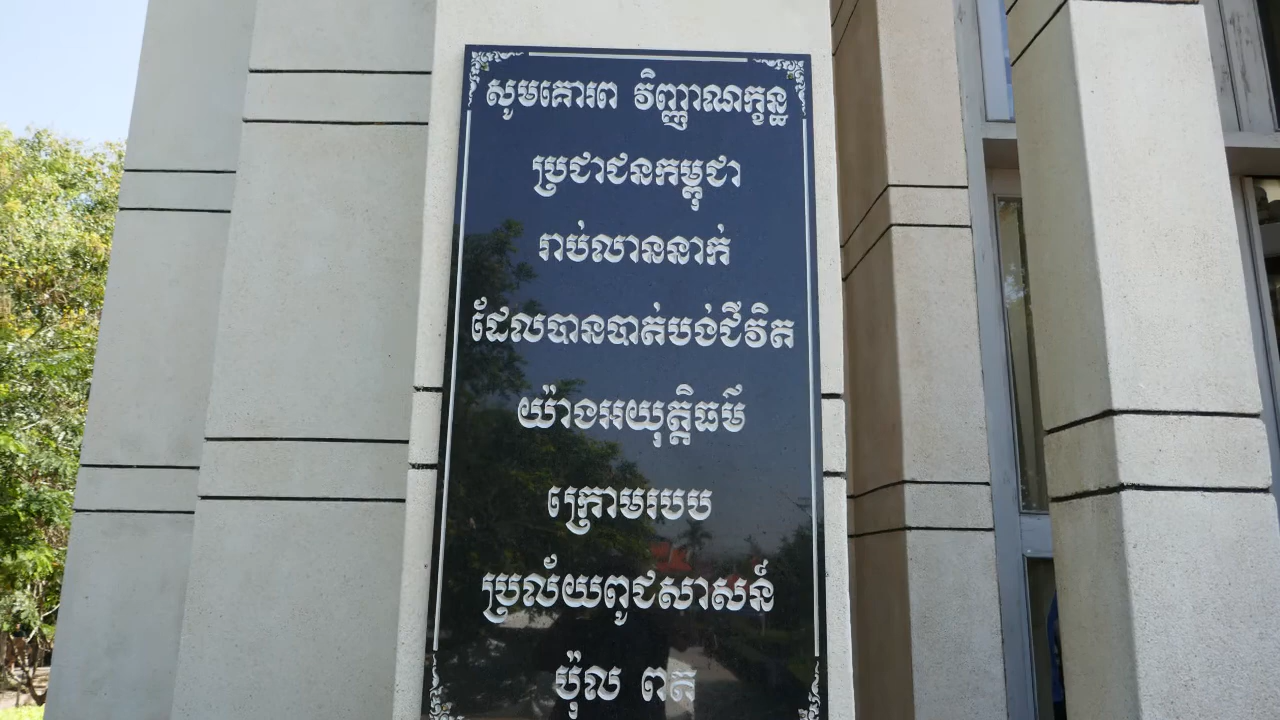 សូមគោរព វិញ្ញាណក្ខន្ធ
ប្រជាជនកម្ពុជា
រាប់លាននាក់
ដែលបានបាត់បង់ជីវិត
យ៉ាងអយុត្តិធម៌
ក្រោមរបប
ប្រល័យពូជសាសន៍
ប៉ុល ពត